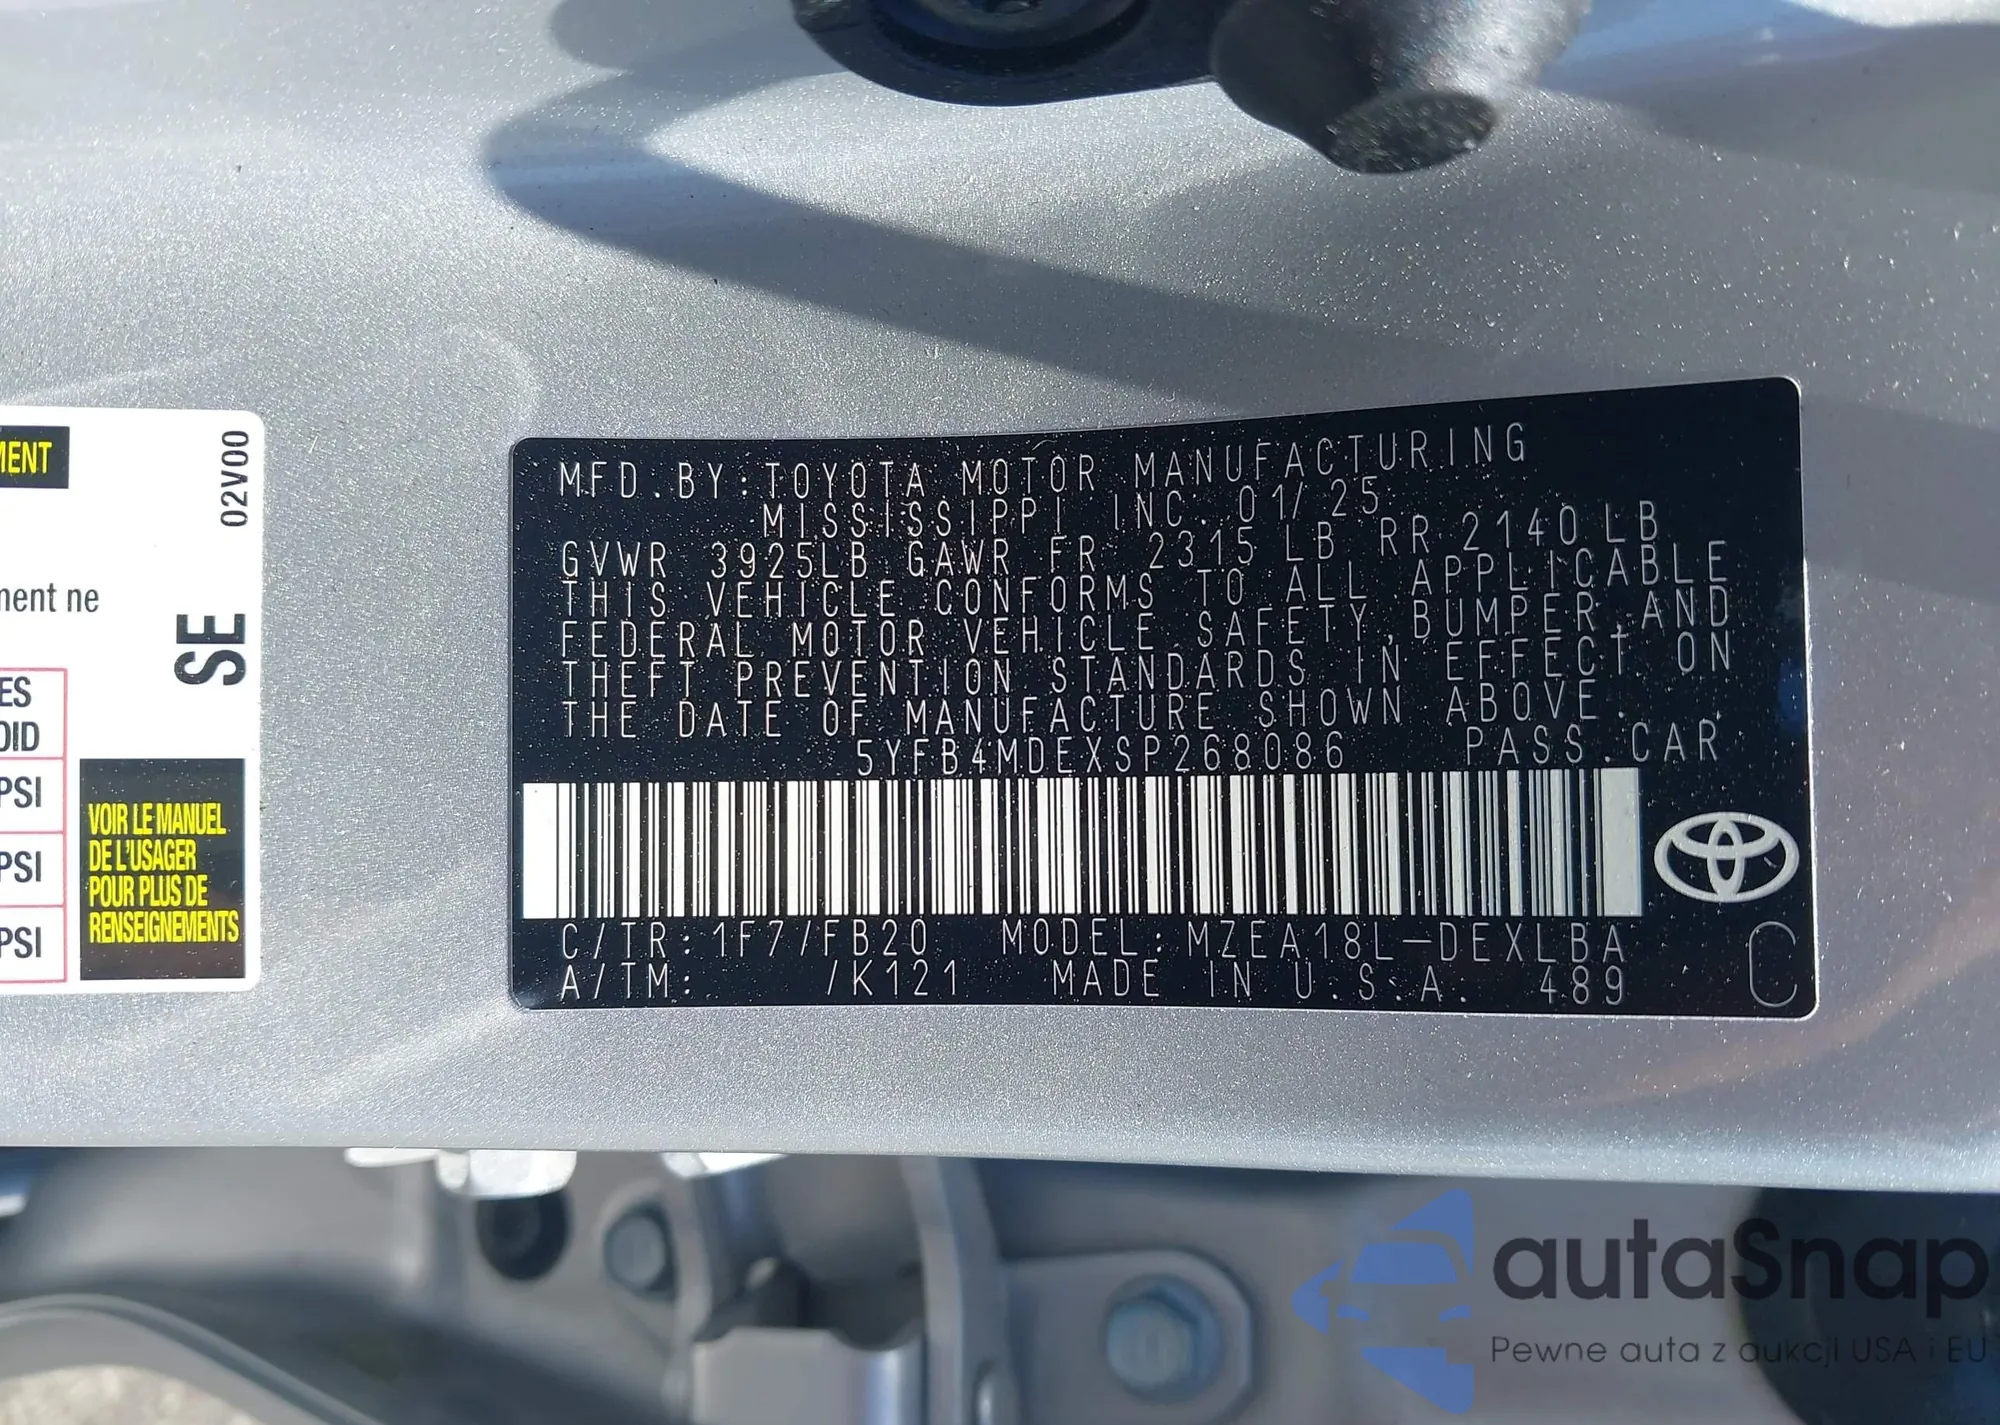 MENT
02V00
ment ne
SE
ES
OID
PSI
PSI
PSI
VOIR LE MANUEL
DE L'USAGER
POUR PLUS DE
RENSEIGNEMENTS
MFD.BY:TOYOTA MOTOR MANUFACTURING
MISSISSIPPI INC. 01/25
GVWR 3925LB GAWR FR 2315 LB RR 2140 LB
THIS VEHICLE CONFORMS TO ALL APPLICABLE
FEDERAL MOTOR VEHICLE SAFETY,BUMPER,AND
THEFT PREVENTION STANDARDS IN EFFECT ON
THE DATE OF MANUFACTURE SHOWN ABOVE.
5YFB4MDEXSP268086 PASS.CAR
C/TR:1F7/FB20 MODEL:MZEA18L-DEXLBA
A/TM: /K121 MADE IN U.S.A. 489 C
autaSnap
Pewne auta z aukcji USA i EU